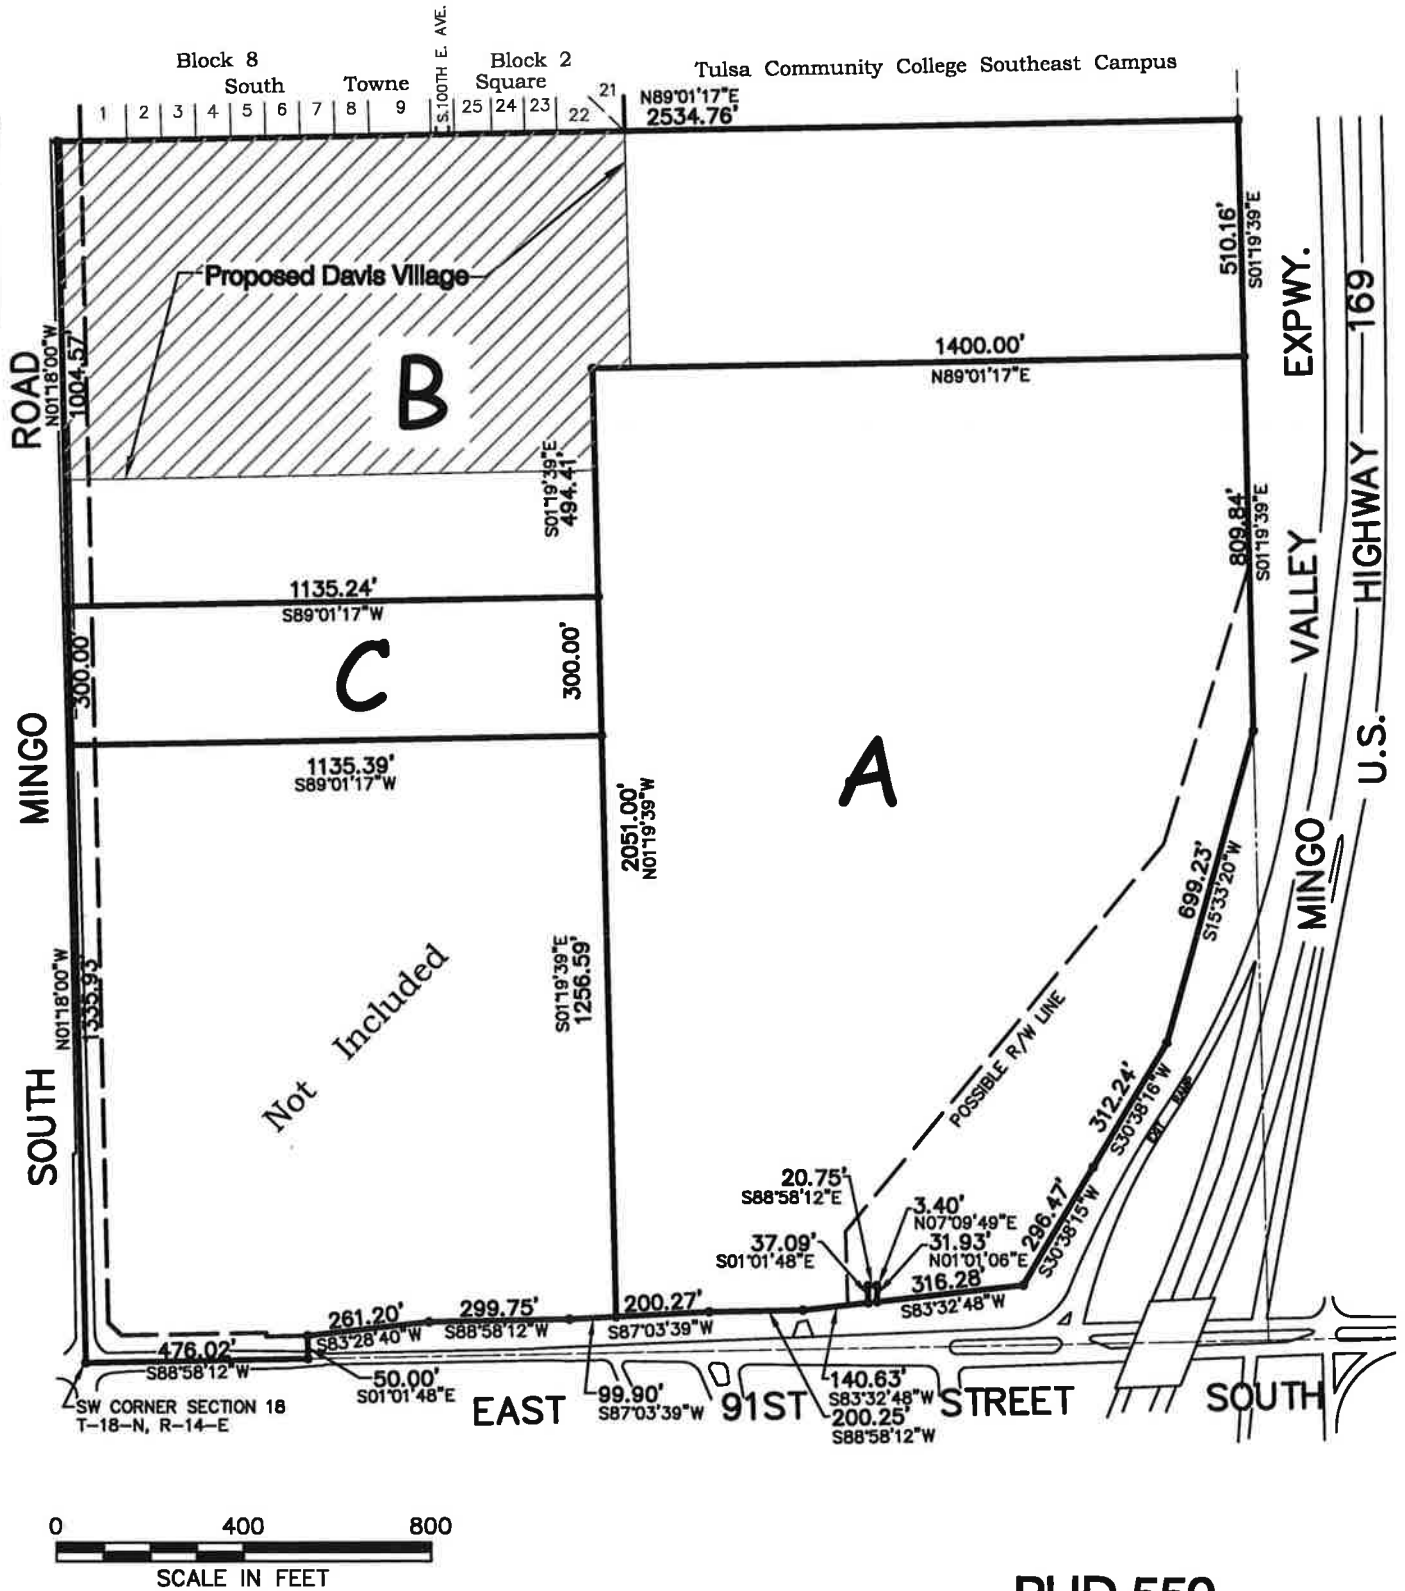 Block 8
South
Towne
S. 100TH E. AVE.
Block 2
Square
Tulsa Community College Southeast Campus
1 2 3 4 5 6 7 8 9 25 24 23 22 21
N89°01'17"E
2534.76'
510.16'
S01°19'39"E
Proposed Davis Village
B
N01°18'00"W
1004.57'
1400.00'
N89°01'17"E
S01°19'39"E
494.41'
809.84'
S01°19'39"E
1135.24'
S89°01'17"W
300.00'
C
300.00'
1135.39'
S89°01'17"W
A
2051.00'
N01°19'39"W
699.23'
S15°33'20"W
N01°18'00"W
1335.93'
Not Included
S01°19'39"E
1256.59'
POSSIBLE R/W LINE
312.24'
S30°38'16"W
EXIT RAMP
296.47'
S30°38'15"W
20.75'
S88°58'12"E
3.40'
N07°09'49"E
37.09'
S01°01'48"E
31.93'
N01°01'06"E
316.28'
S83°32'48"W
261.20'
S83°28'40"W
299.75'
S88°58'12"W
200.27'
S87°03'39"W
476.02'
S88°58'12"W
50.00'
S01°01'48"E
99.90'
S87°03'39"W
140.63'
S83°32'48"W
200.25'
S88°58'12"W
SW CORNER SECTION 18
T-18-N, R-14-E
EAST 91ST STREET SOUTH
SOUTH MINGO ROAD
MINGO VALLEY EXPWY.
U.S. HIGHWAY 169
0 400 800
SCALE IN FEET
PUD 559